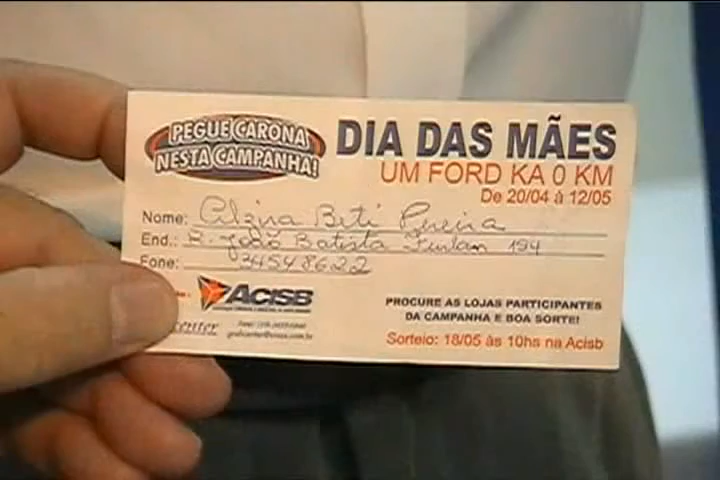 PEGUE CARONA
NESTA CAMPANHA!
DIA DAS MÃES
UM FORD KA 0 KM
De 20/04 à 12/05
Nome: Alzira Beti Pereira
End.: R. João Batista Furlan 194
Fone: 34548622
ACISB
PROCURE AS LOJAS PARTICIPANTES
DA CAMPANHA E BOA SORTE!
Sorteio: 18/05 às 10hs na Acisb